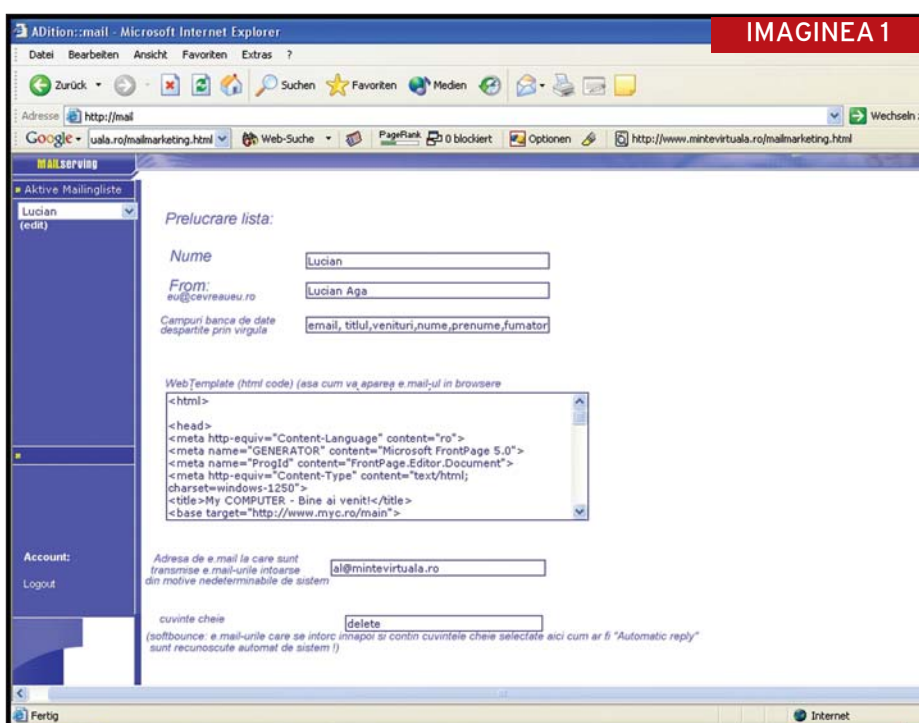 IMAGINEA 1
ADition::mail - Microsoft Internet Explorer
Datei Bearbeiten Ansicht Favoriten Extras ?
Zurück Suchen Favoriten Medien
Adresse http://mail Wechseln z
Google uala.ro/mailmarketing.html Web-Suche PageRank 0 blockiert Optionen http://www.mintevirtuala.ro/mailmarketing.html
MAILserving
Aktive Mailingliste
Lucian
(edit)
Prelucrare lista:
Nume Lucian
From: Lucian Aga
eu@cevreaueu.ro
Campuri banca de date
despartite prin virgula
email, titlul,venituri,nume,prenume,fumator
WebTemplate (html code) (asa cum va aparea e.mail-ul in browsere
<html>
<head>
<meta http-equiv="Content-Language" content="ro">
<meta name="GENERATOR" content="Microsoft FrontPage 5.0">
<meta name="ProgId" content="FrontPage.Editor.Document">
<meta http-equiv="Content-Type" content="text/html;
charset=windows-1250">
<title>My COMPUTER - Bine ai venit!</title>
<base target="http://www.myc.ro/main">
Account:
Logout
Adresa de e.mail la care sunt
transmise e.mail-urile intoarse
din motive nedeterminabile de sistem
al@mintevirtuala.ro
cuvinte cheie delete
(softbounce: e.mail-urile care se intorc innapoi si contin cuvintele cheie selectate aici cum ar fi "Automatic reply"
sunt recunoscute automat de sistem !)
Fertig Internet